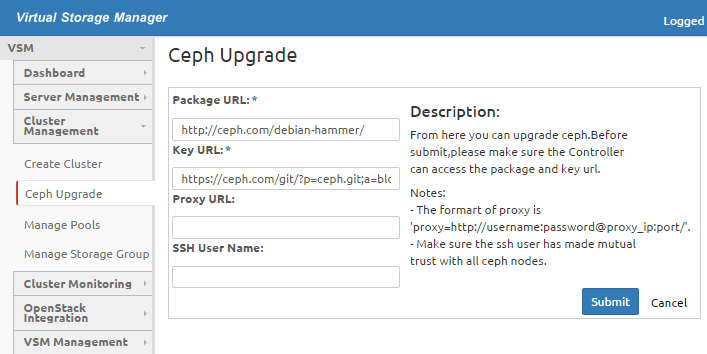 Virtual Storage Manager
Logged
VSM
Dashboard
Server Management
Cluster
Management
Create Cluster
Ceph Upgrade
Manage Pools
Manage Storage Group
Cluster Monitoring
OpenStack
Integration
VSM Management
Ceph Upgrade
Package URL:*
http://ceph.com/debian-hammer/
Key URL:*
https://ceph.com/git/?p=ceph.git;a=blo
Proxy URL:
SSH User Name:
Description:
From here you can upgrade ceph.Before
submit,please make sure the Controller
can access the package and key url.
Notes:
- The formart of proxy is
'proxy=http://username:password@proxy_ip:port/'.
- Make sure the ssh user has made mutual
trust with all ceph nodes.
Submit
Cancel